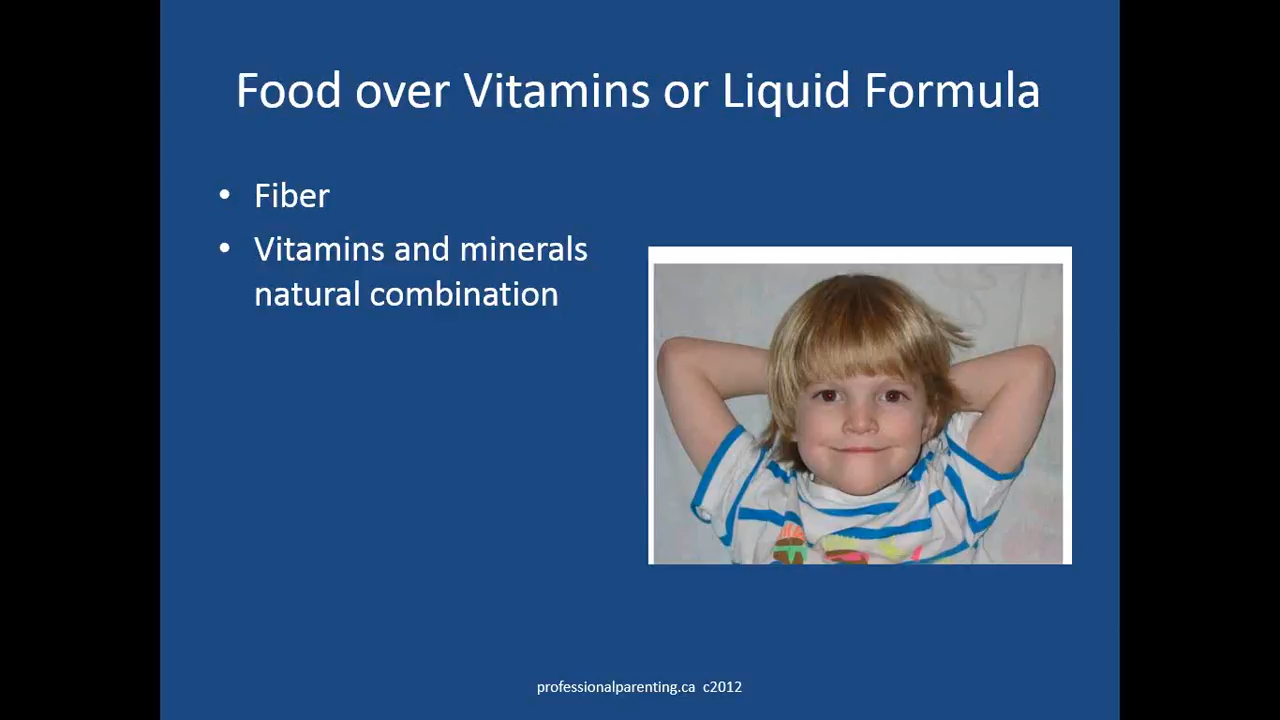 Food over Vitamins or Liquid Formula
• Fiber
• Vitamins and minerals
natural combination
professionalparenting.ca c2012